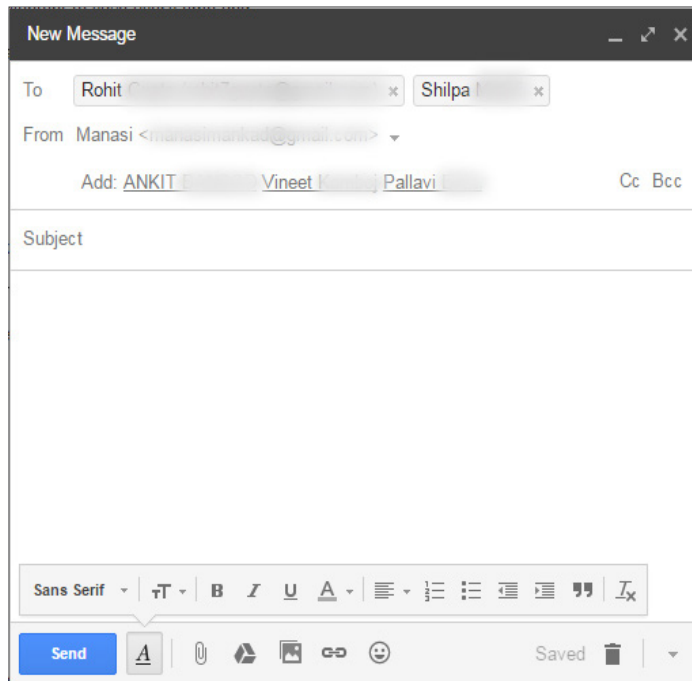 New Message
To Rohit Shilpa
From Manasi
Add: ANKIT Vineet Pallavi Cc Bcc
Subject
Sans Serif
Send Saved